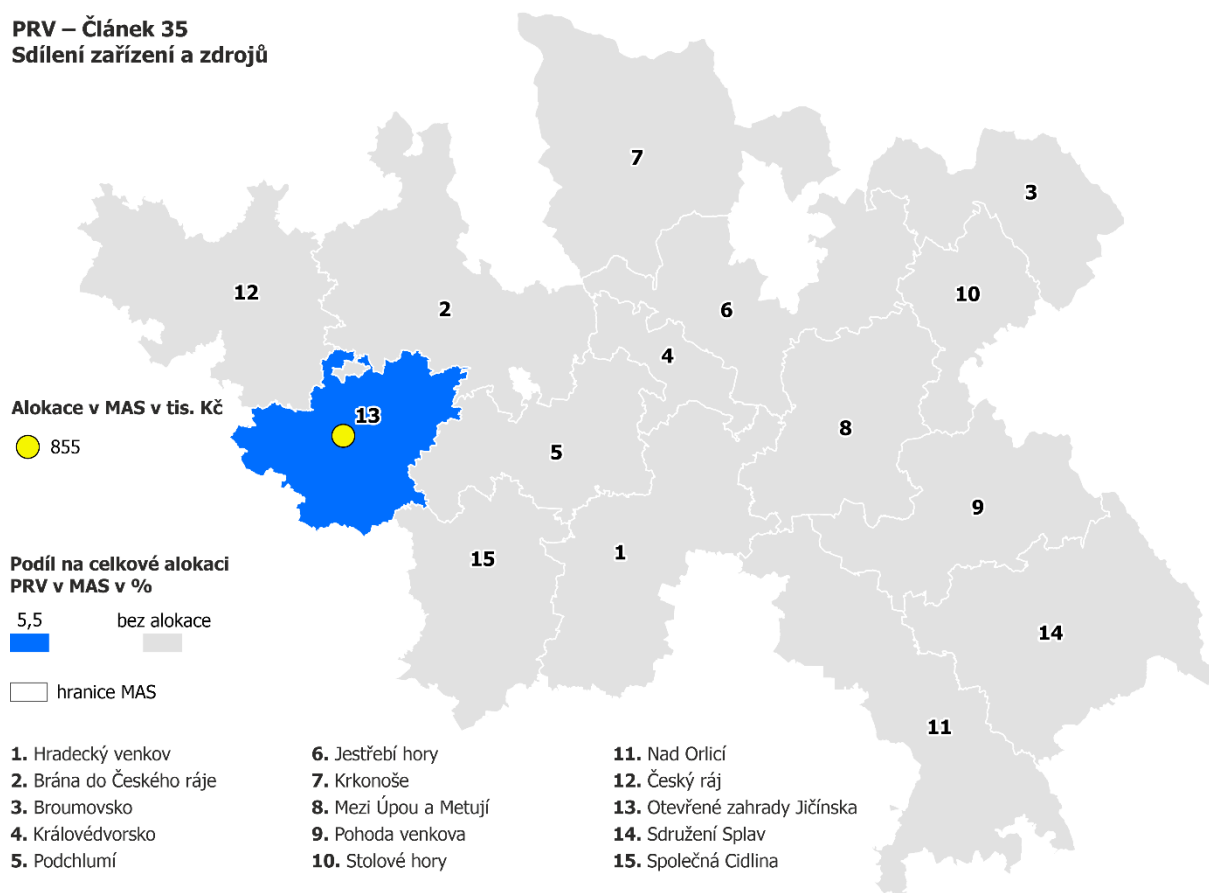 PRV – Článek 35
Sdílení zařízení a zdrojů
7
3
12
2
10
6
4
Alokace v MAS v tis. Kč
13
855
8
5
9
Podíl na celkové alokaci
PRV v MAS v %
15
1
5,5 bez alokace
14
hranice MAS
11
1. Hradecký venkov
2. Brána do Českého ráje
3. Broumovsko
4. Královédvorsko
5. Podchlumí
6. Jestřebí hory
7. Krkonoše
8. Mezi Úpou a Metují
9. Pohoda venkova
10. Stolové hory
11. Nad Orlicí
12. Český ráj
13. Otevřené zahrady Jičínska
14. Sdružení Splav
15. Společná Cidlina